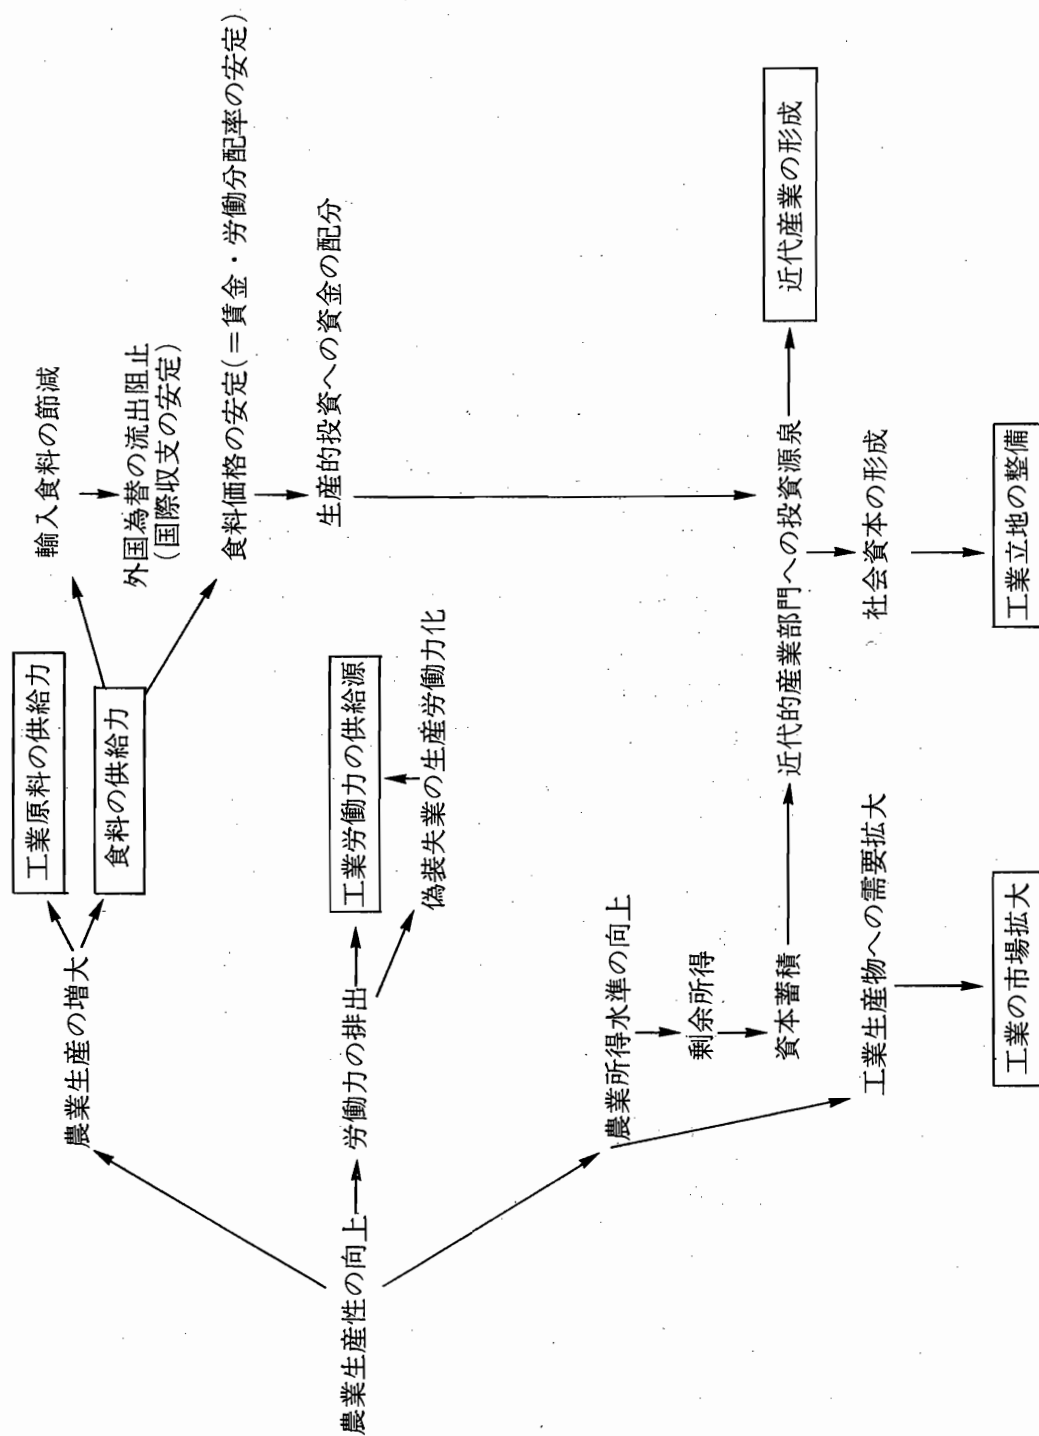 農業生産性の向上
農業生産の増大
工業原料の供給力
食料の供給力
輸入食料の節減
外国為替の流出阻止
(国際収支の安定)
食料価格の安定(＝賃金・労働分配率の安定)
生産的投資への資金の配分
労働力の排出
工業労働力の供給源
偽装失業の生産労働力化
農業所得水準の向上
剰余所得
資本蓄積
近代的産業部門への投資源泉
近代産業の形成
社会資本の形成
工業立地の整備
工業生産物への需要拡大
工業の市場拡大